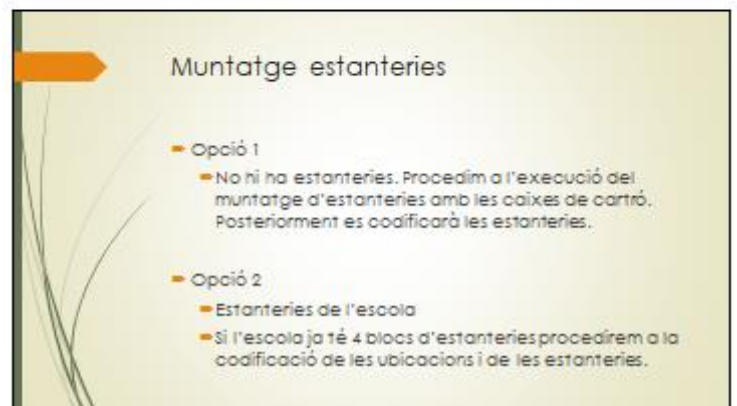 Muntatge estanteries
Opció 1
No hi ha estanteries. Procedim a l'execució del
muntatge d'estanteries amb les caixes de cartró.
Posteriorment es codificarà les estanteries.
Opció 2
Estanteries de l'escola
Si l'escola ja té 4 blocs d'estanteries procedirem a la
codificació de les ubicacions i de les estanteries.